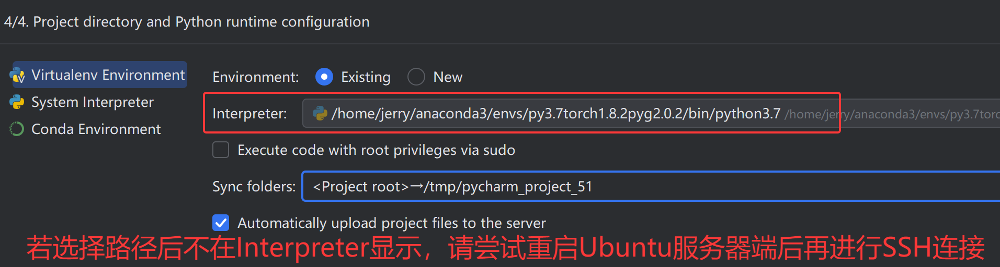 4/4. Project directory and Python runtime configuration
Virtualenv Environment
System Interpreter
Conda Environment
Environment: Existing New
Interpreter: /home/jerry/anaconda3/envs/py3.7torch1.8.2pyg2.0.2/bin/python3.7 /home/jerry/anaconda3/envs/py3.7torc
Execute code with root privileges via sudo
Sync folders: <Project root>→/tmp/pycharm_project_51
Automatically upload project files to the server
若选择路径后不在Interpreter显示，请尝试重启Ubuntu服务器端后再进行SSH连接